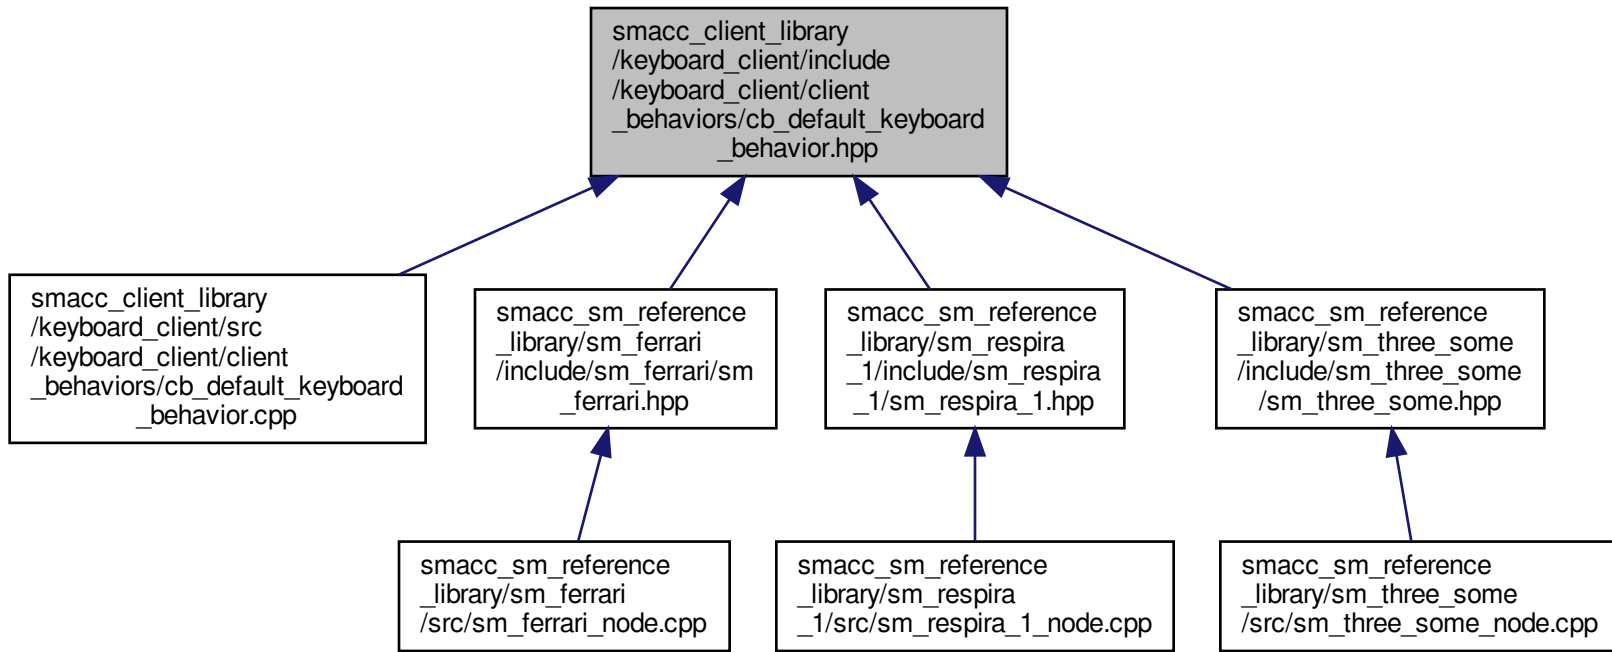 smacc_client_library
/keyboard_client/include
/keyboard_client/client
_behaviors/cb_default_keyboard
_behavior.hpp
smacc_client_library
/keyboard_client/src
/keyboard_client/client
_behaviors/cb_default_keyboard
_behavior.cpp
smacc_sm_reference
_library/sm_ferrari
/include/sm_ferrari/sm
_ferrari.hpp
smacc_sm_reference
_library/sm_respira
_1/include/sm_respira
_1/sm_respira_1.hpp
smacc_sm_reference
_library/sm_three_some
/include/sm_three_some
/sm_three_some.hpp
smacc_sm_reference
_library/sm_ferrari
/src/sm_ferrari_node.cpp
smacc_sm_reference
_library/sm_respira
_1/src/sm_respira_1_node.cpp
smacc_sm_reference
_library/sm_three_some
/src/sm_three_some_node.cpp